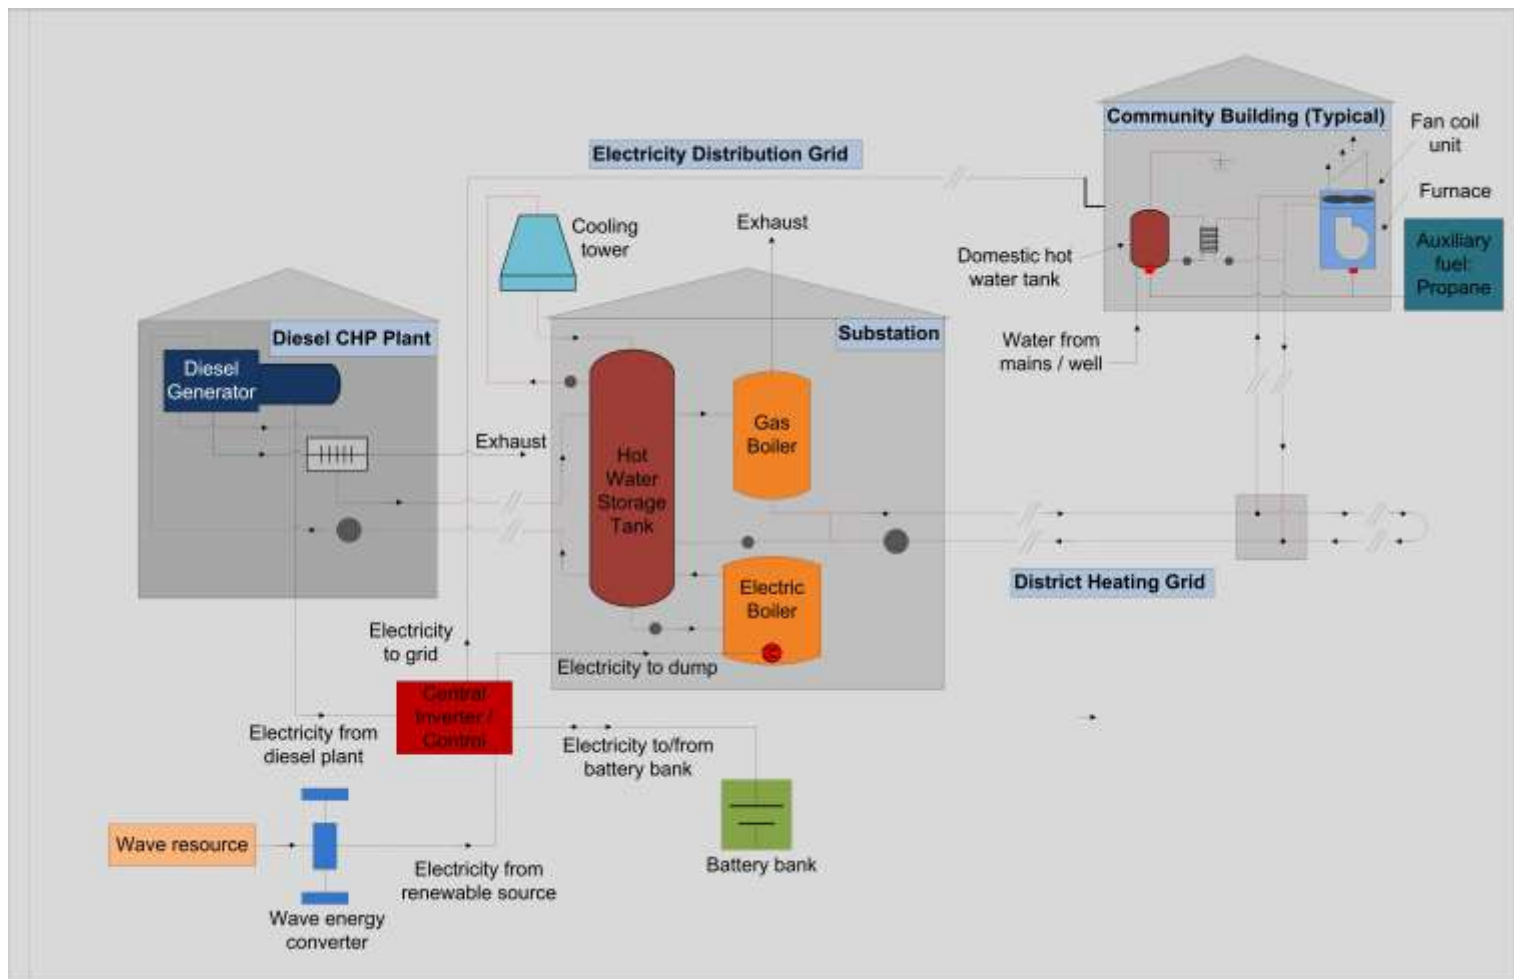 Community Building (Typical)
Fan coil
unit
Electricity Distribution Grid
Furnace
Cooling
tower
Exhaust
Auxiliary
fuel:
Propane
Domestic hot
water tank
Diesel CHP Plant
Substation
Water from
mains / well
Diesel
Generator
Gas
Boiler
Exhaust
Hot
Water
Storage
Tank
District Heating Grid
Electric
Boiler
Electricity
to grid
Electricity to dump
Central
Inverter /
Control
Electricity from
diesel plant
Electricity to/from
battery bank
Wave resource
Electricity from
renewable source
Battery bank
Wave energy
converter